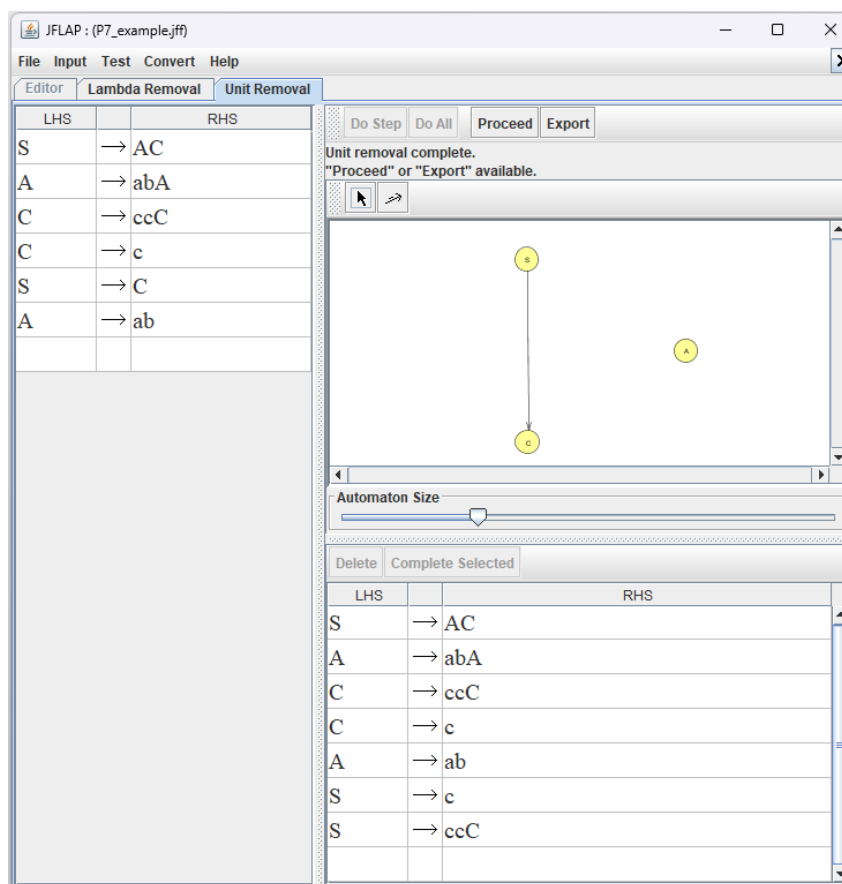 JFLAP : (P7_example.jff)
File Input Test Convert Help
Editor Lambda Removal Unit Removal
LHS RHS
S → AC
A → abA
C → ccC
C → c
S → C
A → ab
Do Step Do All Proceed Export
Unit removal complete.
"Proceed" or "Export" available.
S
A
C
Automaton Size
Delete Complete Selected
LHS RHS
S → AC
A → abA
C → ccC
C → c
A → ab
S → c
S → ccC